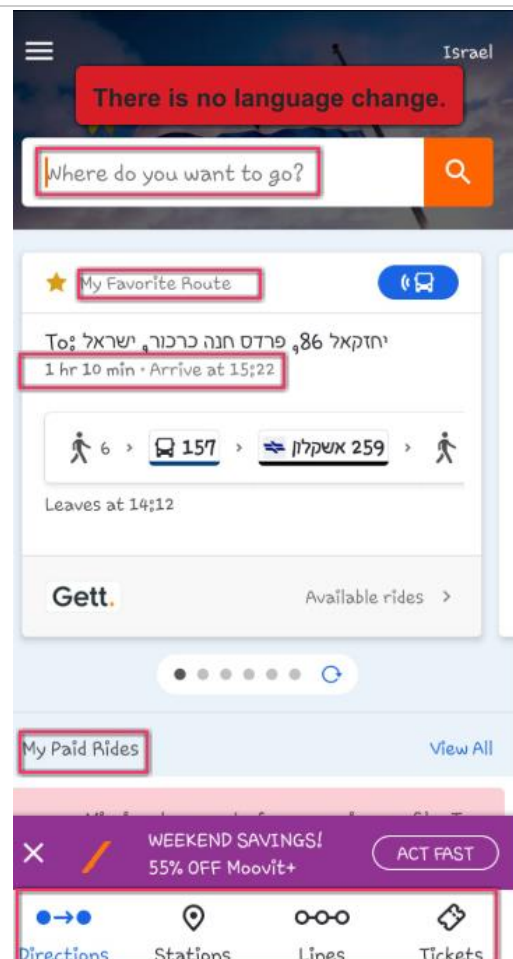 Israel
There is no language change.
Where do you want to go?
My Favorite Route
To: יחזקאל 86, פרדס חנה כרכור, ישראל
1 hr 10 min • Arrive at 15:22
6 > 157 > אשקלון 259 >
Leaves at 14:12
Gett.
Available rides >
My Paid Rides
View All
WEEKEND SAVINGS!
55% OFF Moovit+
ACT FAST
Directions Stations Lines Tickets